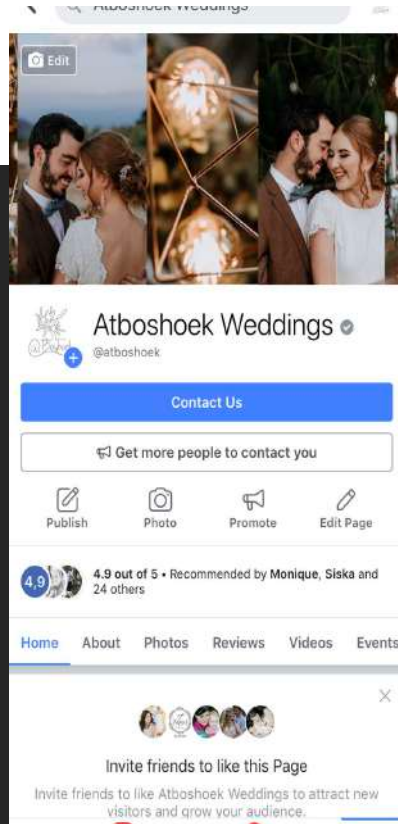 Atboshoek Weddings
Edit
Atboshoek Weddings
@atboshoek
Contact Us
Get more people to contact you
Publish Photo Promote Edit Page
4,9
4.9 out of 5 • Recommended by Monique, Siska and
24 others
Home About Photos Reviews Videos Events
Invite friends to like this Page
Invite friends to like Atboshoek Weddings to attract new
visitors and grow your audience.